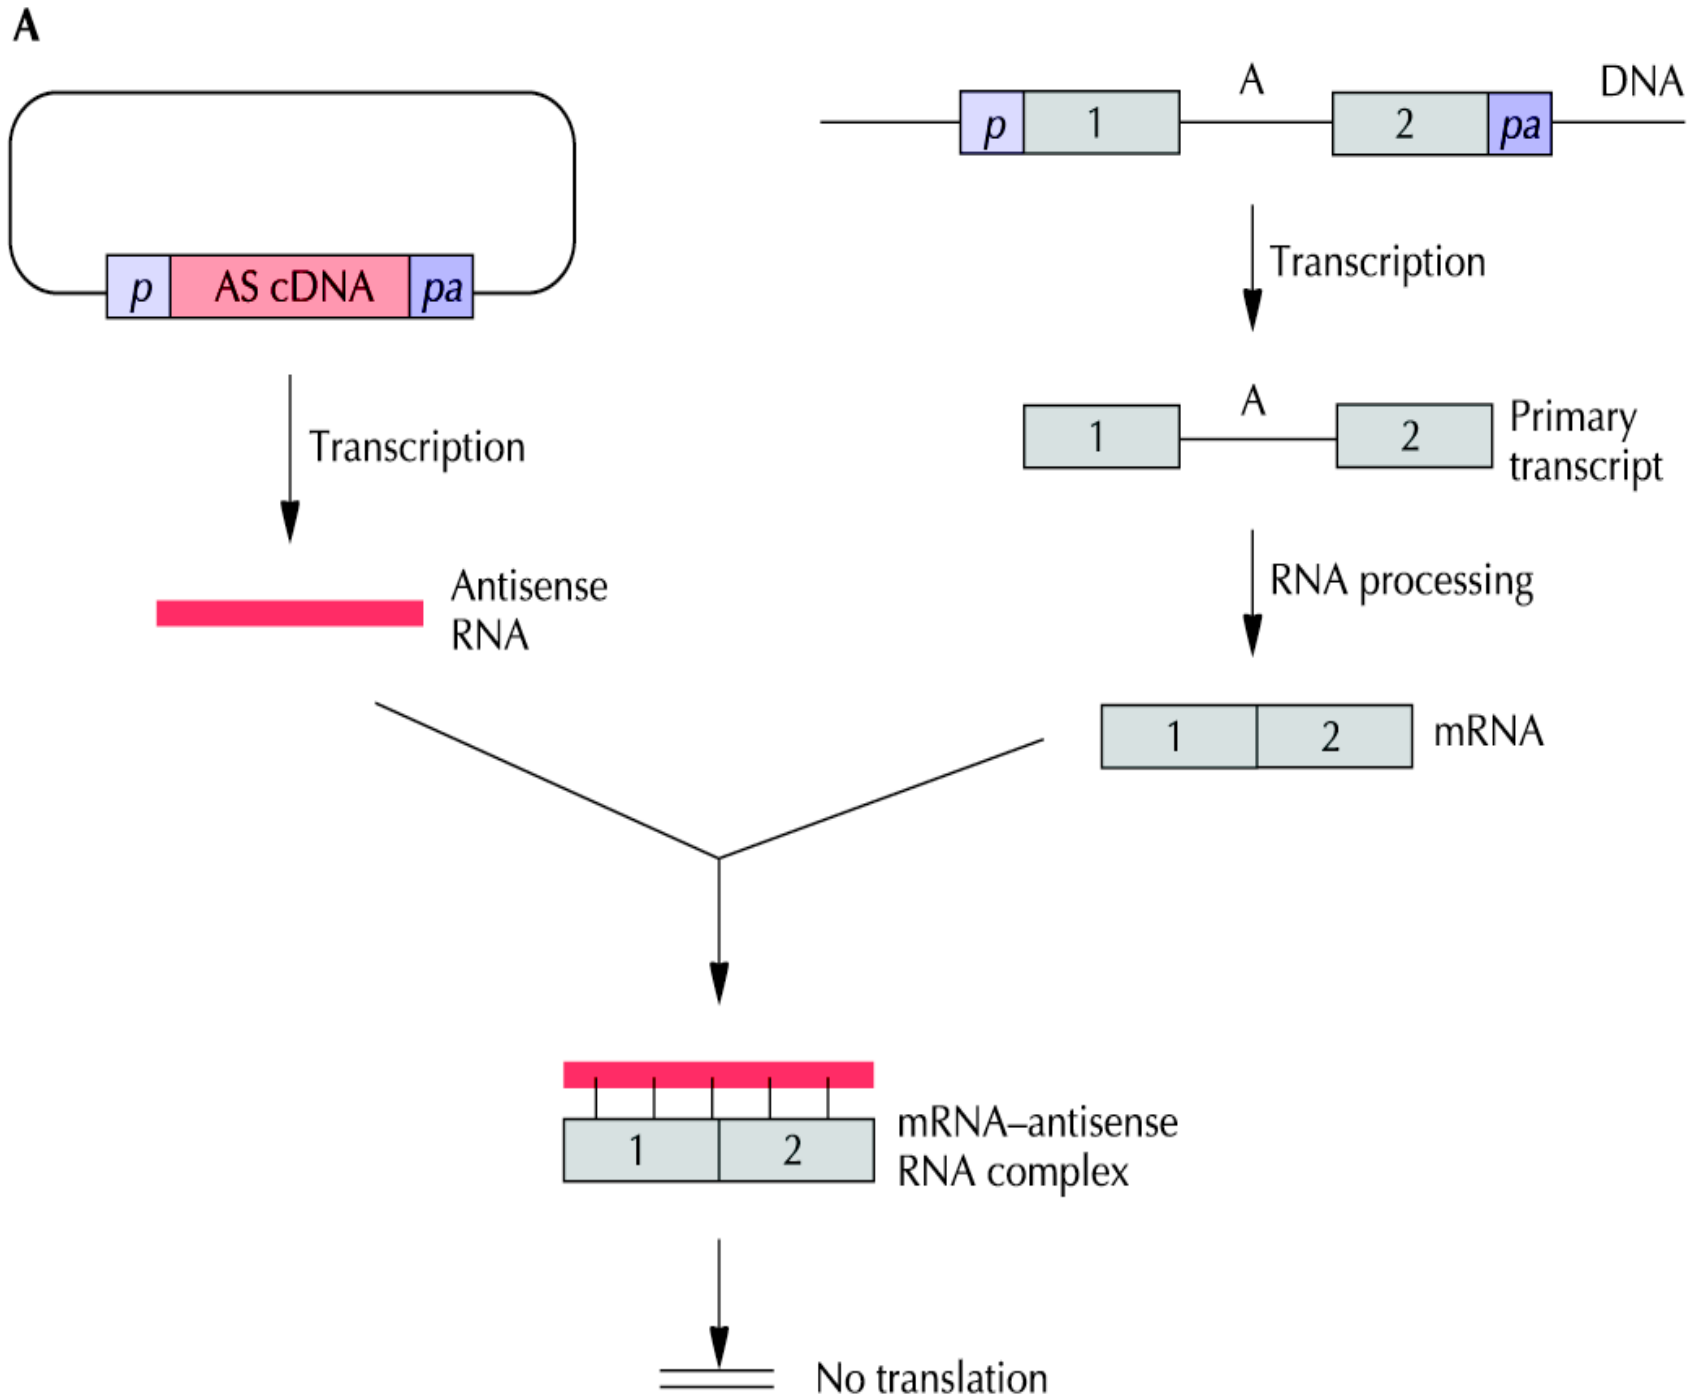 A
p AS cDNA pa
Transcription
Antisense
RNA
A
DNA
p 1 2 pa
Transcription
A
1 2
Primary
transcript
RNA processing
1 2 mRNA
1 2
mRNA–antisense
RNA complex
No translation